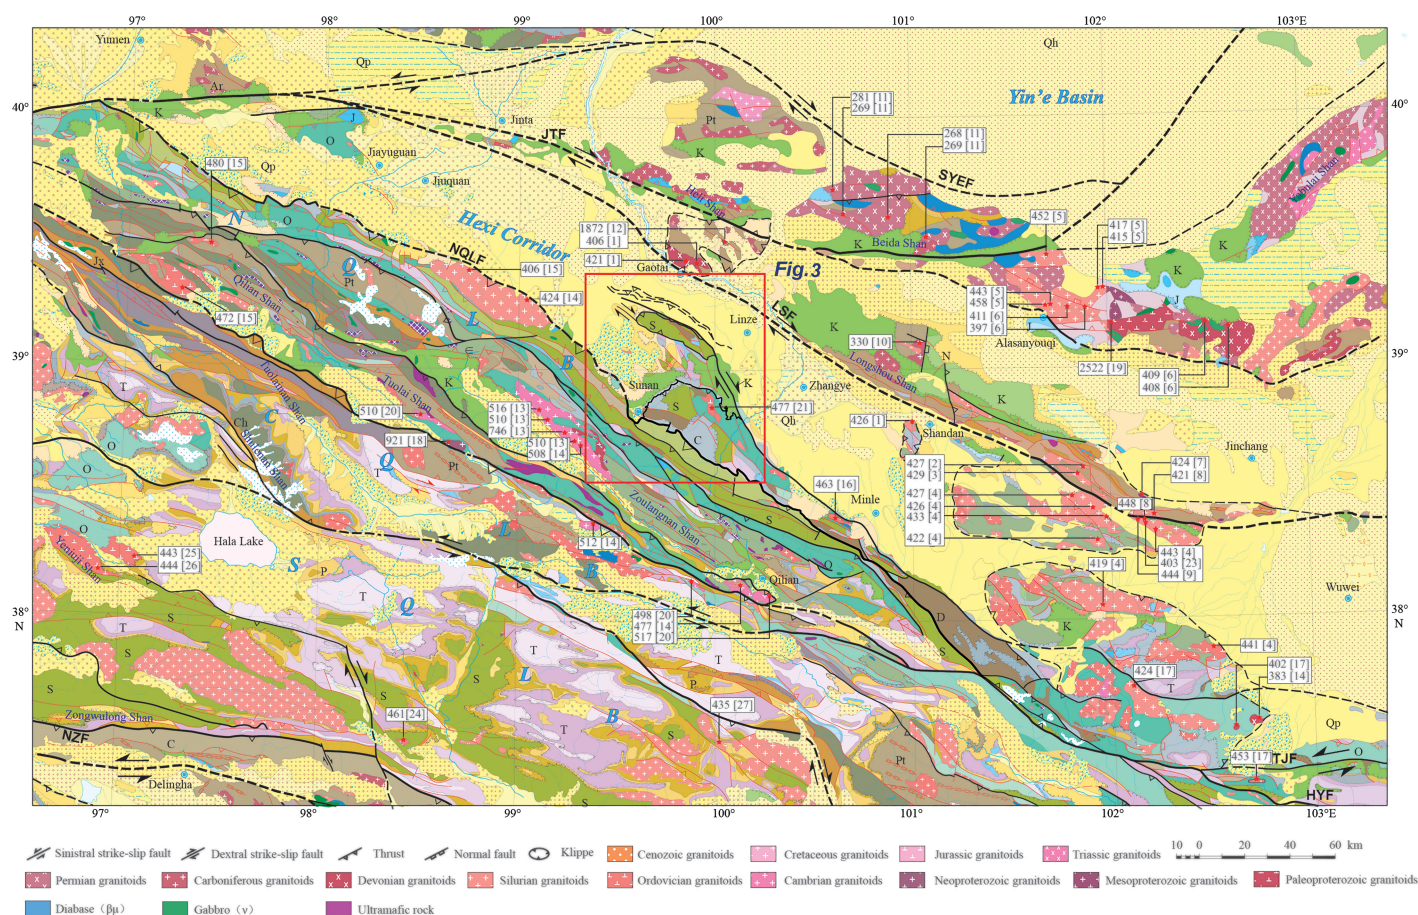 97° 98° 99° 100° 101° 102° 103°E
Yumen
Qp
Qh
Ar
Yin'e Basin
40°
40°
K
J
Jinta
Pt
281 [11]
269 [11]
JTF
O
K
268 [11]
269 [11]
Jiayuguan
480 [15]
Qp
Jiuquan
SYEF
Heli Shan
N
O
Hexi Corridor
452 [5]
417 [5]
415 [5]
1872 [12]
406 [1]
421 [1]
K
Beida Shan
K
NQLF
Gaotai
Fig.3
Jx
Q
Pt
406 [15]
K
Qilian Shan
424 [14]
443 [5]
458 [5]
411 [6]
397 [6]
J
472 [15]
L
S
Linze
LSF
K
330 [10]
Alasanyouqi
39°
39°
B
N
2522 [19]
409 [6]
408 [6]
Tuolainan Shan
T
Tuolai Shan
K
Sunan
K
Zhangye
Longshou Shan
K
510 [20]
516 [13]
510 [13]
746 [13]
510 [13]
508 [14]
S
477 [21]
Qh
426 [1]
Shandan
C
Ch
Shulenan Shan
O
921 [18]
C
Jinchang
T
Q
Pt
427 [2]
429 [3]
427 [4]
426 [4]
433 [4]
422 [4]
424 [7]
421 [8]
O
463 [16]
Minle
448 [8]
Zoulangnan Shan
S
O
Hala Lake
L
512 [14]
443 [4]
403 [23]
444 [9]
443 [25]
444 [26]
S
P
B
Q
Qilian
419 [4]
Wuwei
T
Q
38°
N
38°
N
498 [20]
477 [14]
517 [20]
D
K
S
T
S
T
S
441 [4]
402 [17]
383 [14]
S
S
L
P
424 [17]
T
461 [24]
435 [27]
Zongwulong Shan
T
B
S
Qp
NZF
C
Pt
453 [17]
TJF
O
Delingha
S
HYF
97° 98° 99° 100° 101° 102° 103°E
Sinistral strike-slip fault Dextral strike-slip fault Thrust Normal fault Klippe Cenozoic granitoids Cretaceous granitoids Jurassic granitoids Triassic granitoids 10 0 20 40 60 km
Permian granitoids Carboniferous granitoids Devonian granitoids Silurian granitoids Ordovician granitoids Cambrian granitoids Neoproterozoic granitoids Mesoproterozoic granitoids Paleoproterozoic granitoids
Diabase（βμ） Gabbro（ν） Ultramafic rock